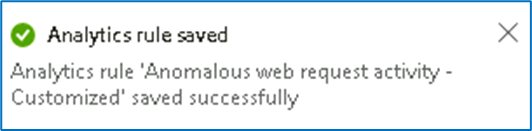 Analytics rule saved
Analytics rule 'Anomalous web request activity -
Customized' saved successfully